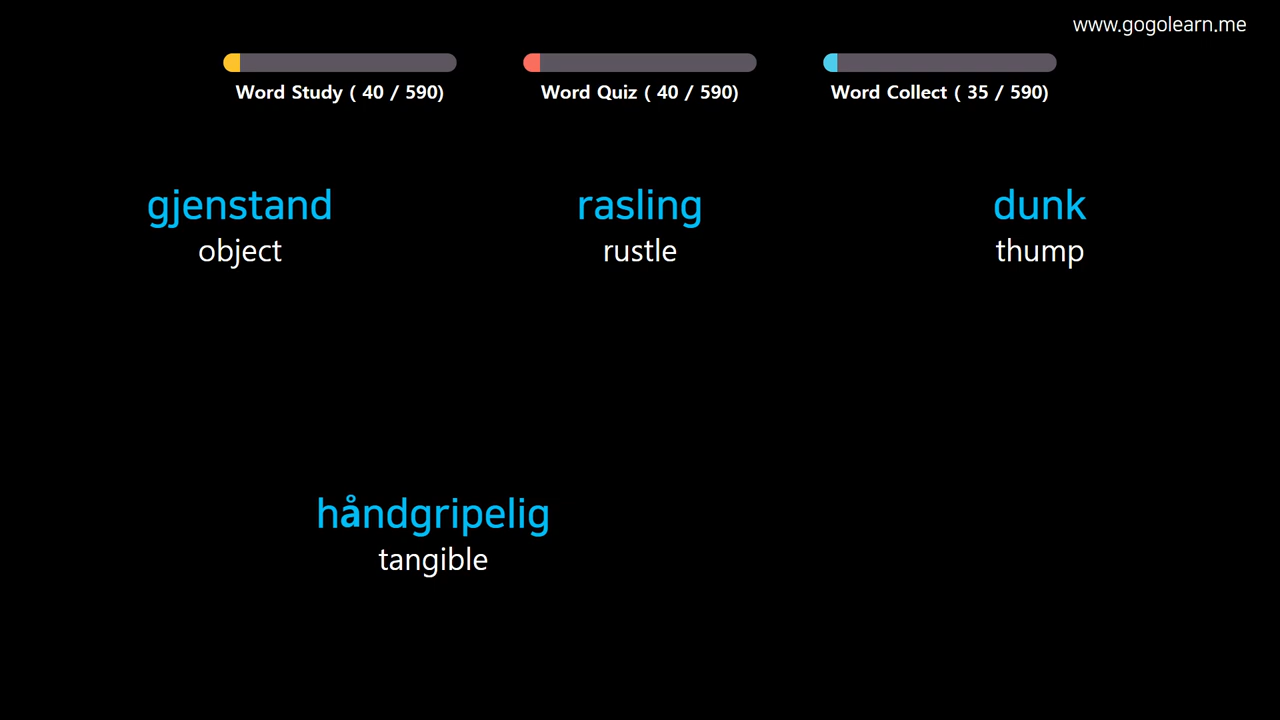 www.gogolearn.me
Word Study ( 40 / 590)
Word Quiz ( 40 / 590)
Word Collect ( 35 / 590)
gjenstand
object
rasling
rustle
dunk
thump
håndgripelig
tangible